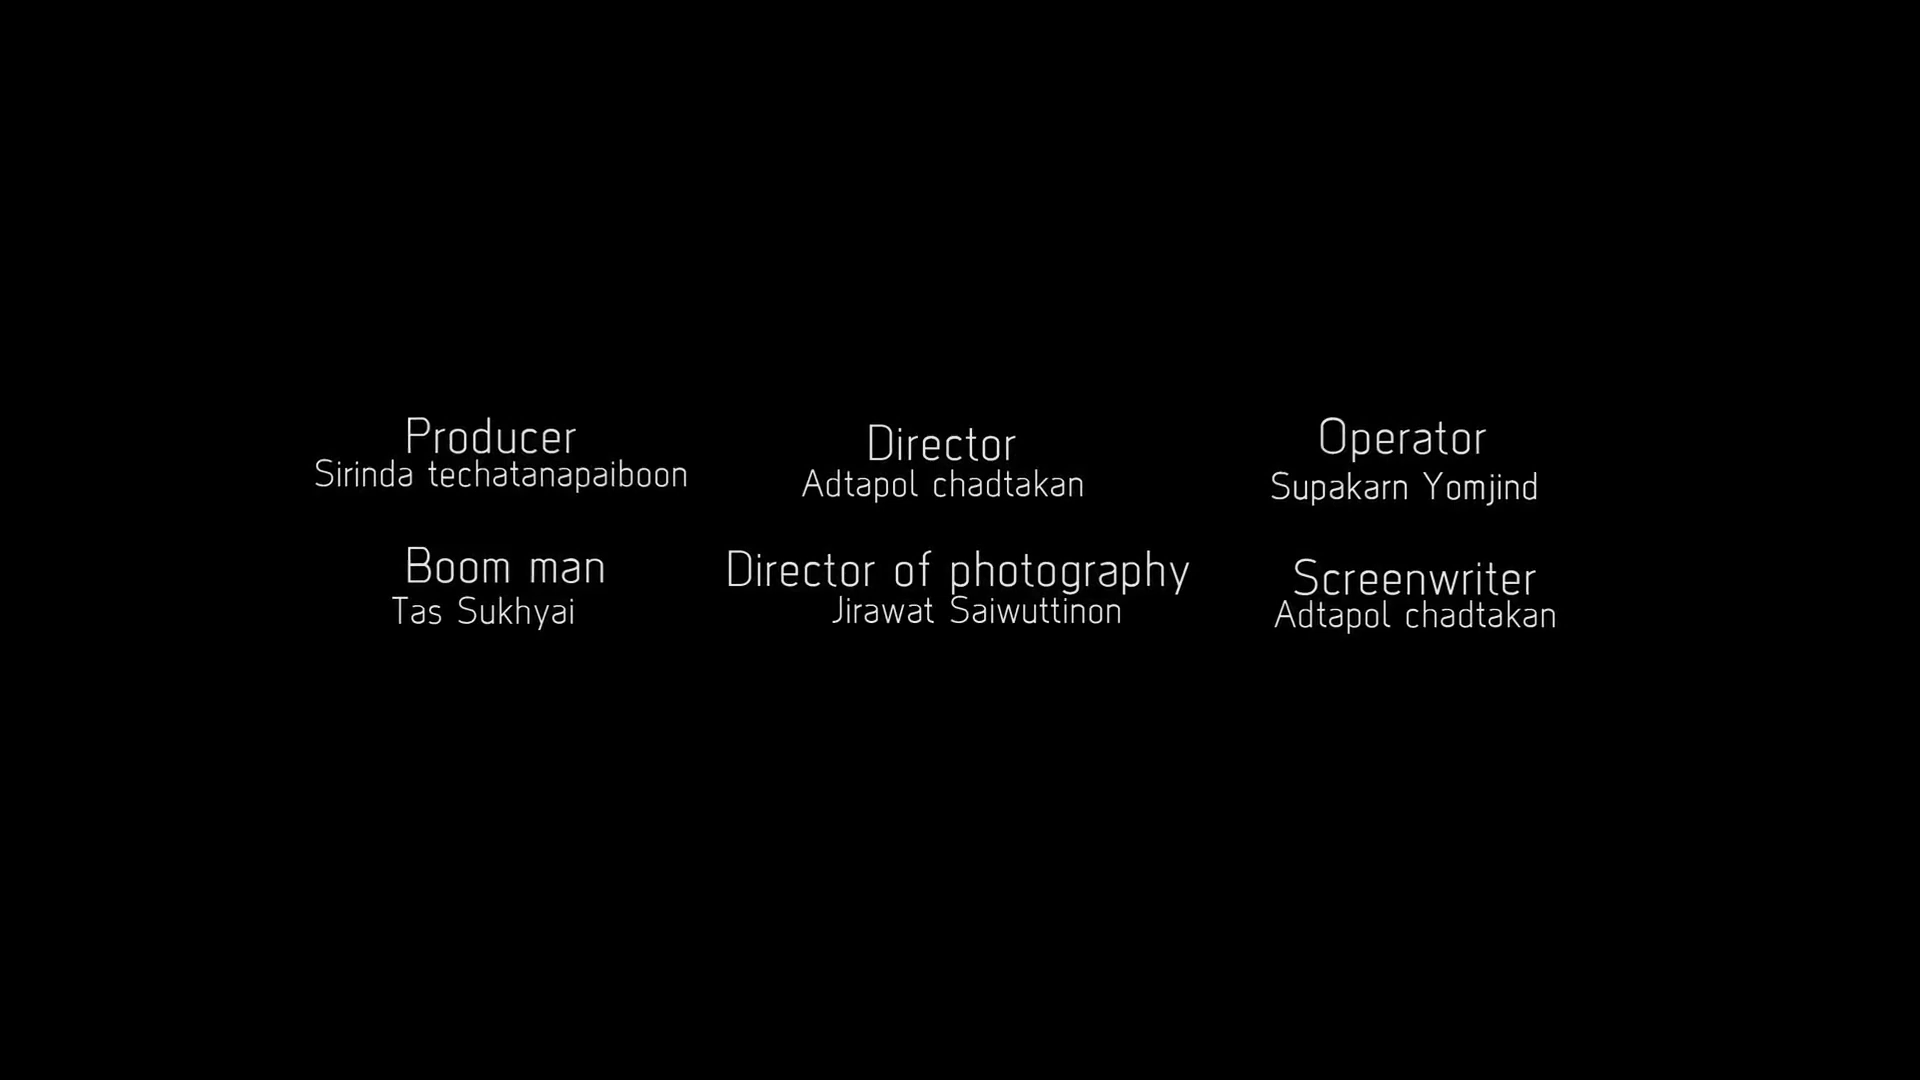 Producer
Sirinda techatanapaiboon
Director
Adtapol chadtakan
Operator
Supakarn Yomjind
Boom man
Tas Sukhyai
Director of photography
Jirawat Saiwuttinon
Screenwriter
Adtapol chadtakan